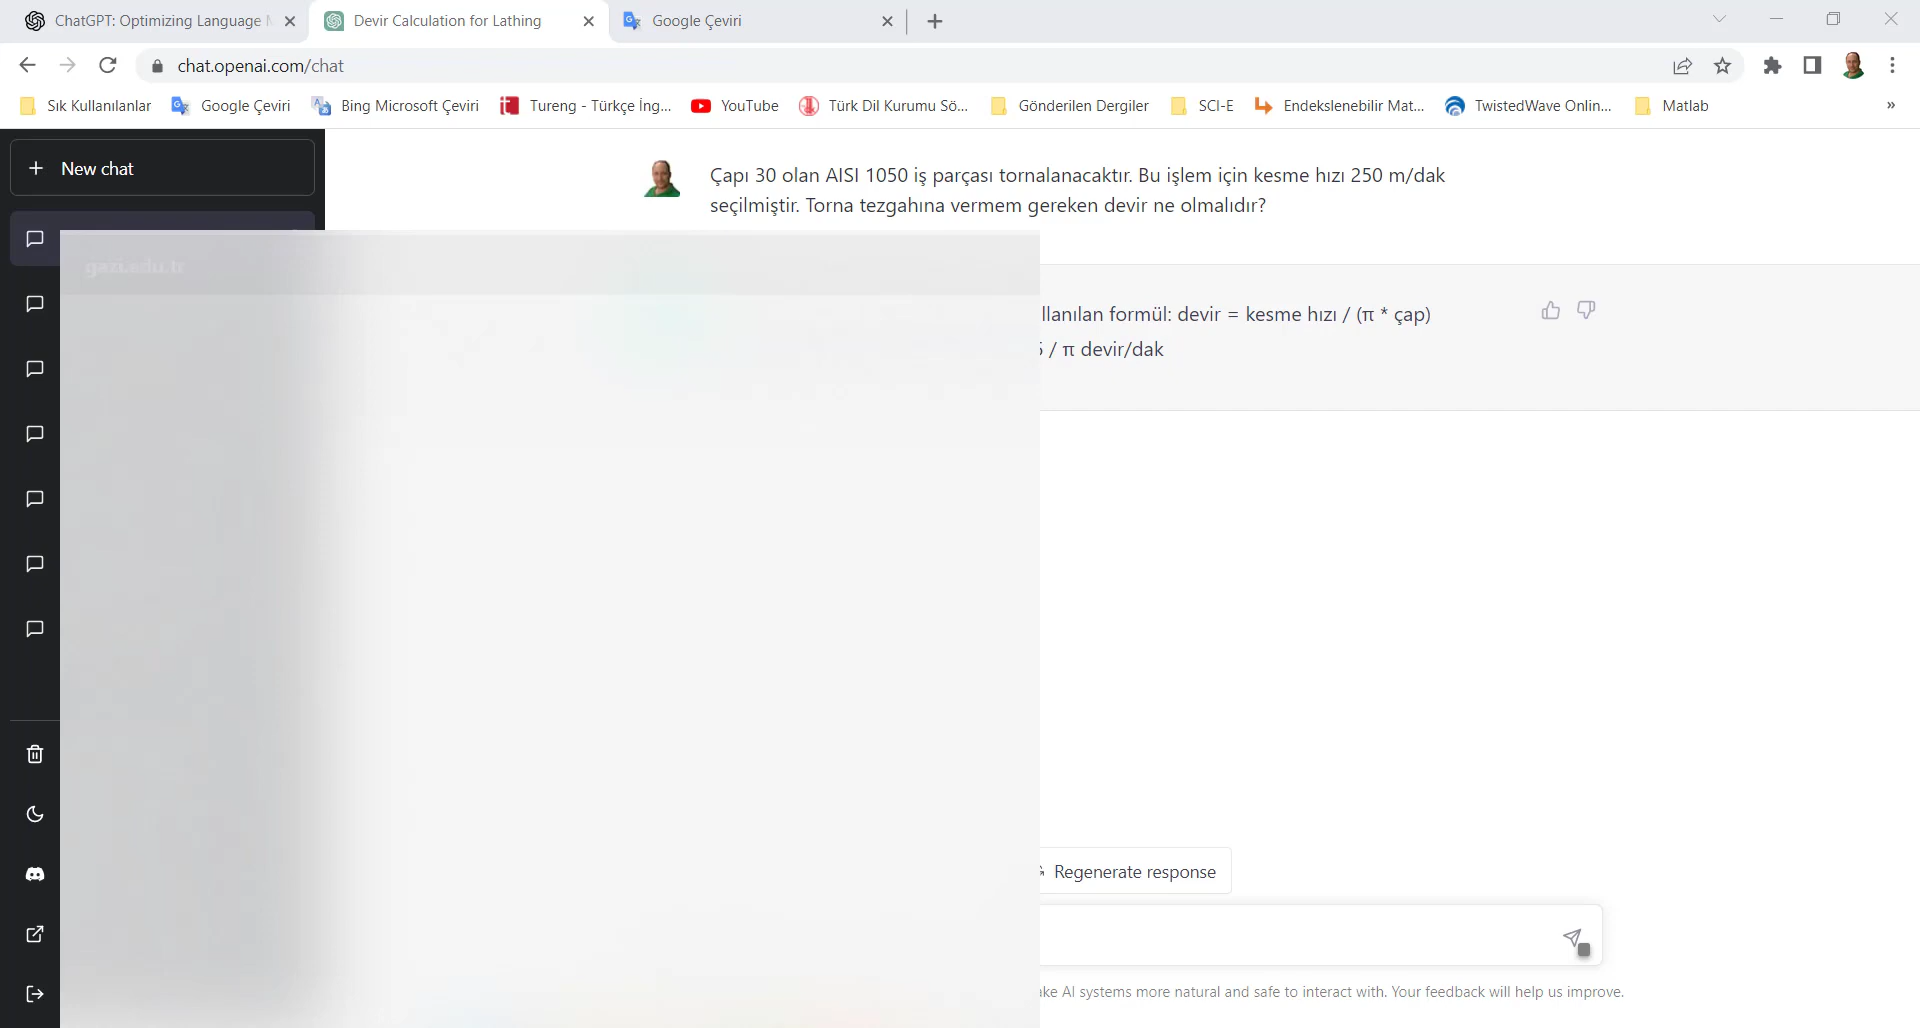 ChatGPT: Optimizing Language
Devir Calculation for Lathing
Google Çeviri
chat.openai.com/chat
Sık Kullanılanlar
Google Çeviri
Bing Microsoft Çeviri
Tureng - Türkçe İng...
YouTube
Türk Dil Kurumu Sö...
Gönderilen Dergiler
SCI-E
Endekslenebilir Mat...
TwistedWave Onlin...
Matlab
»
+ New chat
Çapı 30 olan AISI 1050 iş parçası tornalanacaktır. Bu işlem için kesme hızı 250 m/dak
seçilmiştir. Torna tezgahına vermem gereken devir ne olmalıdır?
gazi.edu.tr
llanılan formül: devir = kesme hızı / (π * çap)
/ π devir/dak
Regenerate response
ake AI systems more natural and safe to interact with. Your feedback will help us improve.